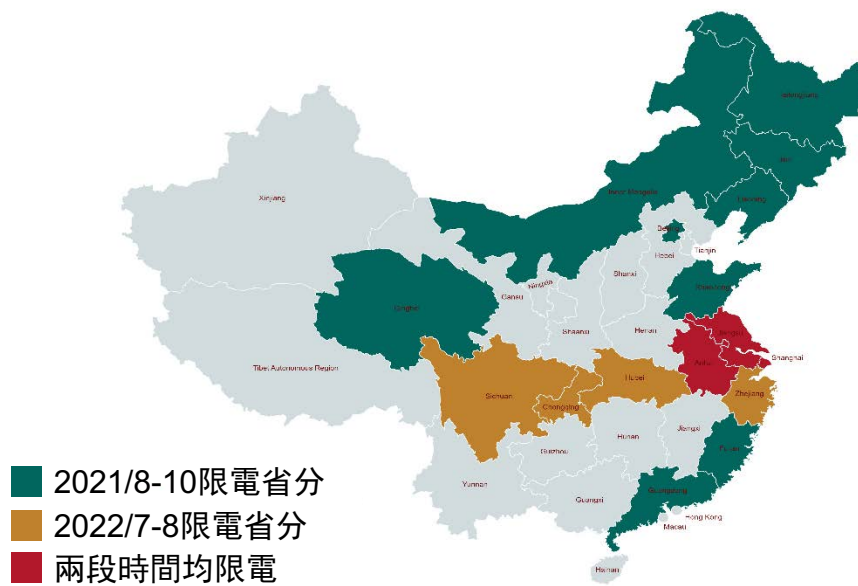 Heilongjiang
Jilin
Inner Mongolia
Liaoning
Xinjiang
Beijing
Tianjin
Hebei
Shanxi
Shandong
Ningxia
Qinghai
Gansu
Shaanxi
Henan
Jiangsu
Shanghai
Anhui
Tibet Autonomous Region
Hubei
Sichuan
Zhejiang
Chongqing
Jiangxi
Hunan
Fujian
Guizhou
Yunnan
Guangxi
Guangdong
Hong Kong
Macau
Hainan
2021/8-10限電省分
2022/7-8限電省分
兩段時間均限電